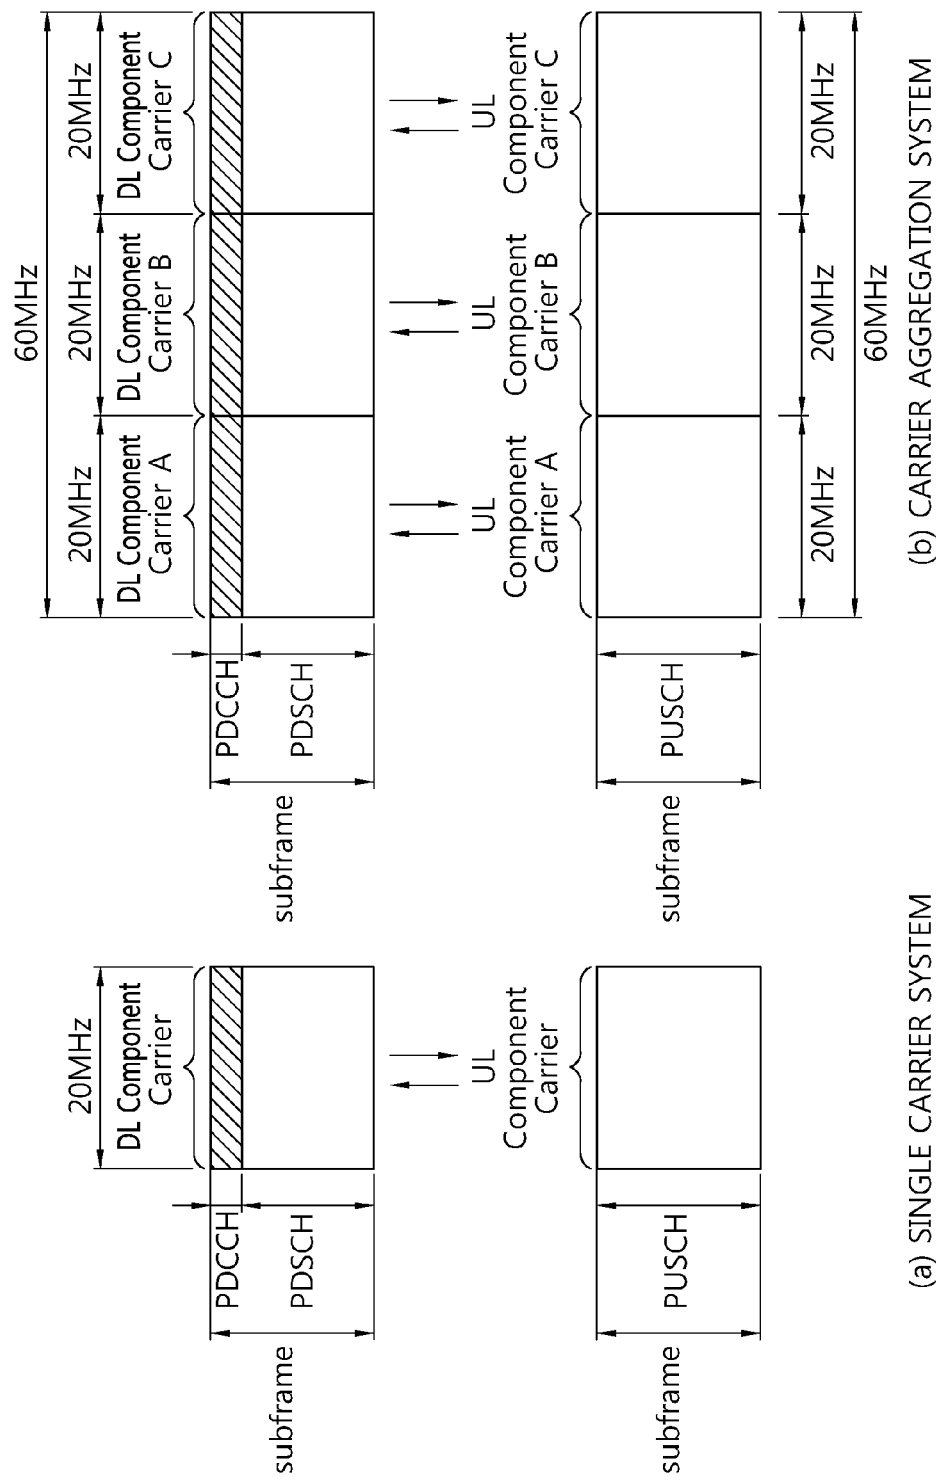 20MHz
DL Component
Carrier
PDCCH
PDSCH
subframe
UL
Component
Carrier
PUSCH
subframe
(a) SINGLE CARRIER SYSTEM
60MHz
20MHz
20MHz
20MHz
DL Component
Carrier A
DL Component
Carrier B
DL Component
Carrier C
PDCCH
PDSCH
subframe
UL
Component
Carrier A
UL
Component
Carrier B
UL
Component
Carrier C
PUSCH
subframe
20MHz
20MHz
20MHz
60MHz
(b) CARRIER AGGREGATION SYSTEM